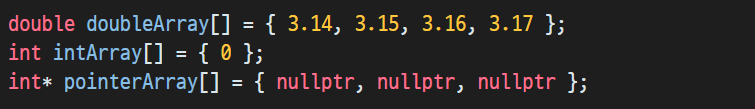 double doubleArray[] = { 3.14, 3.15, 3.16, 3.17 };
int intArray[] = { 0 };
int* pointerArray[] = { nullptr, nullptr, nullptr };